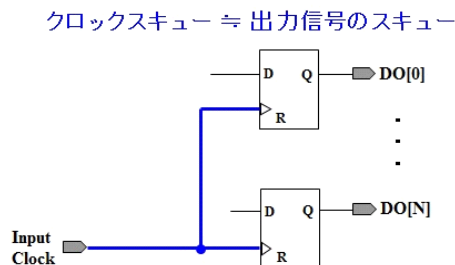 クロックスキュー ≒ 出力信号のスキュー
D Q DO[0]
R
D Q DO[N]
Input
Clock
R